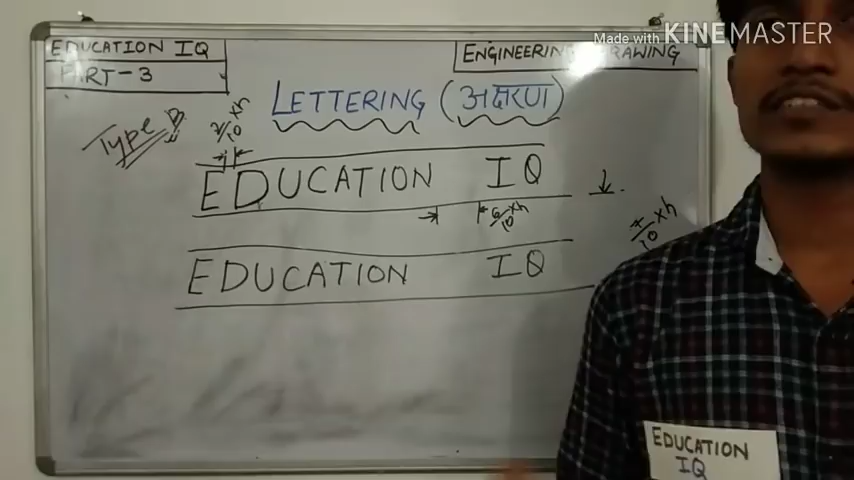 Made with KINEMASTER
EDUCATION IQ
PART-3
ENGINEERING DRAWING
LETTERING (अक्षरण)
Type B
2/10 xh
EDUCATION IQ
6/10 xh
7/10 xh
EDUCATION IQ
EDUCATION
IQ